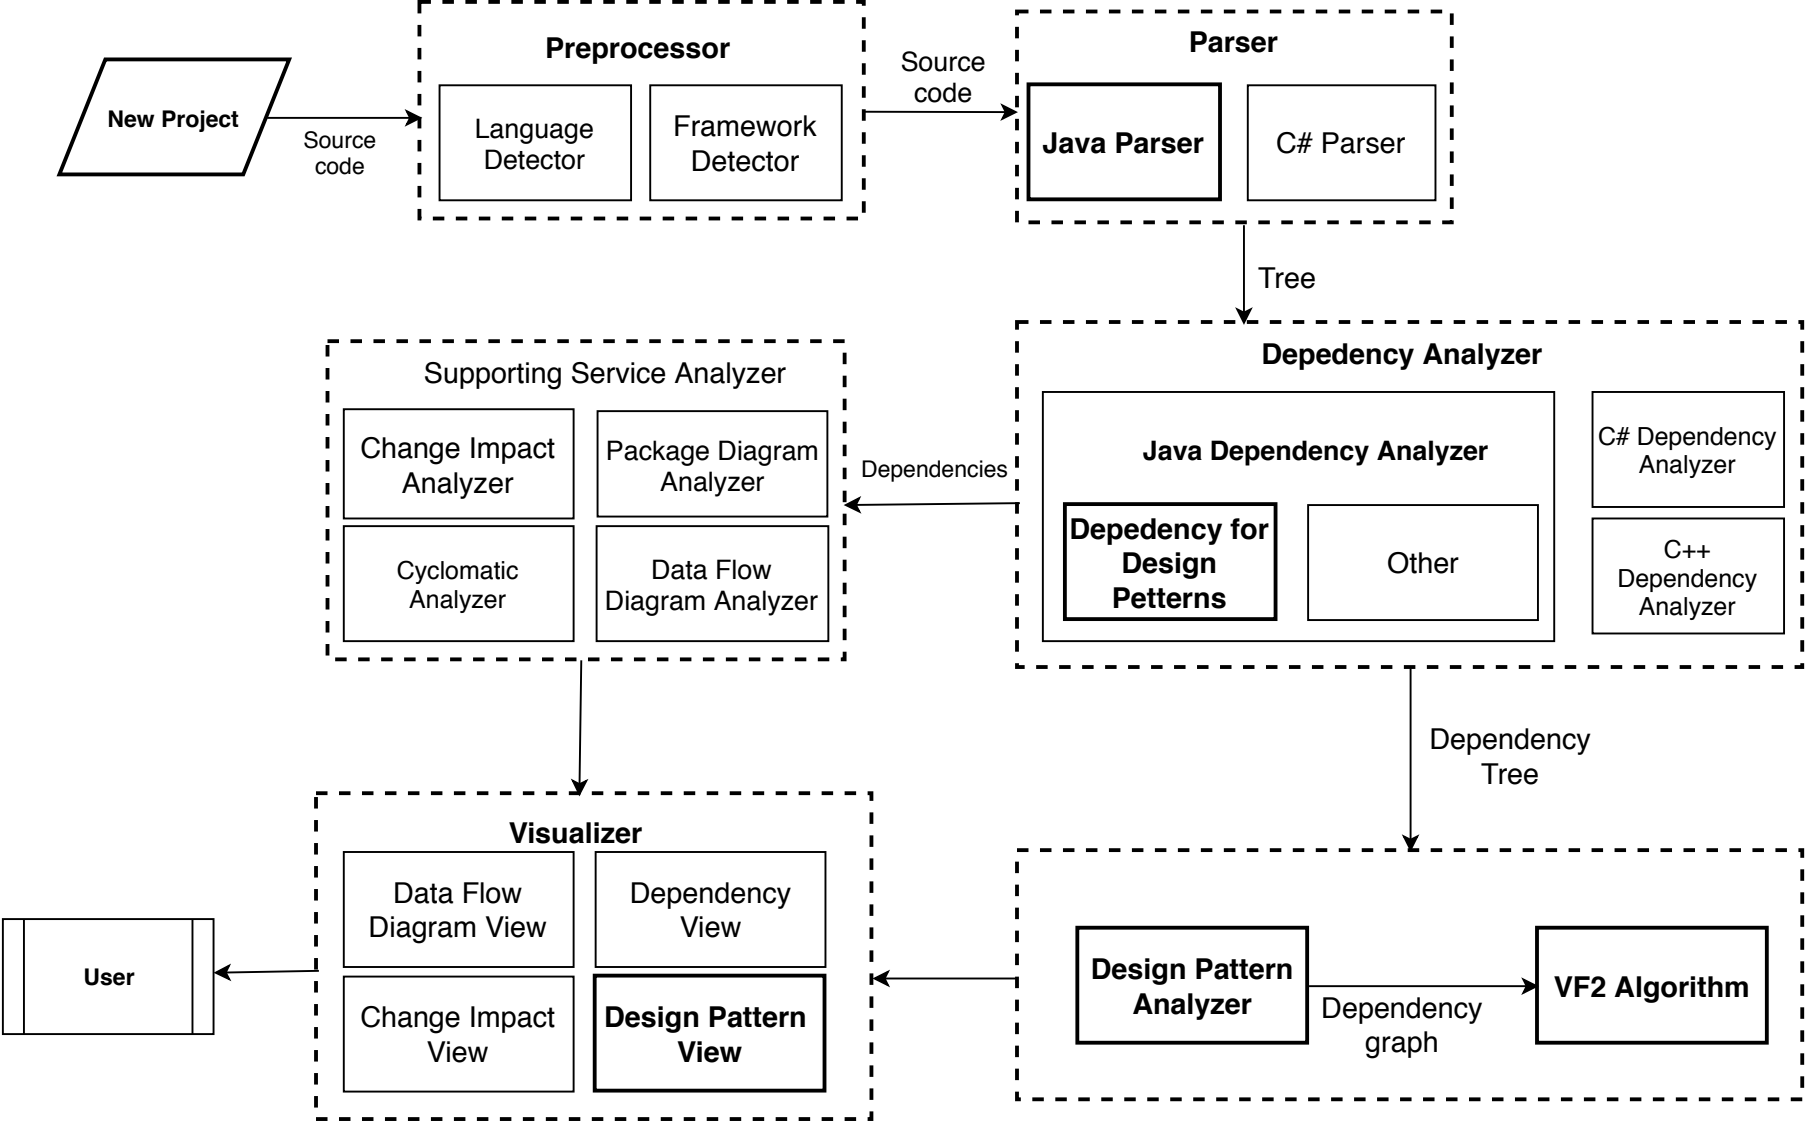 New Project
Source
code
Preprocessor
Language
Detector
Framework
Detector
Source
code
Parser
Java Parser
C# Parser
Tree
Depedency Analyzer
Java Dependency Analyzer
Depedency for
Design
Petterns
Other
C# Dependency
Analyzer
C++
Dependency
Analyzer
Dependencies
Supporting Service Analyzer
Change Impact
Analyzer
Package Diagram
Analyzer
Cyclomatic
Analyzer
Data Flow
Diagram Analyzer
Dependency
Tree
Design Pattern
Analyzer
Dependency
graph
VF2 Algorithm
Visualizer
Data Flow
Diagram View
Dependency
View
Change Impact
View
Design Pattern
View
User